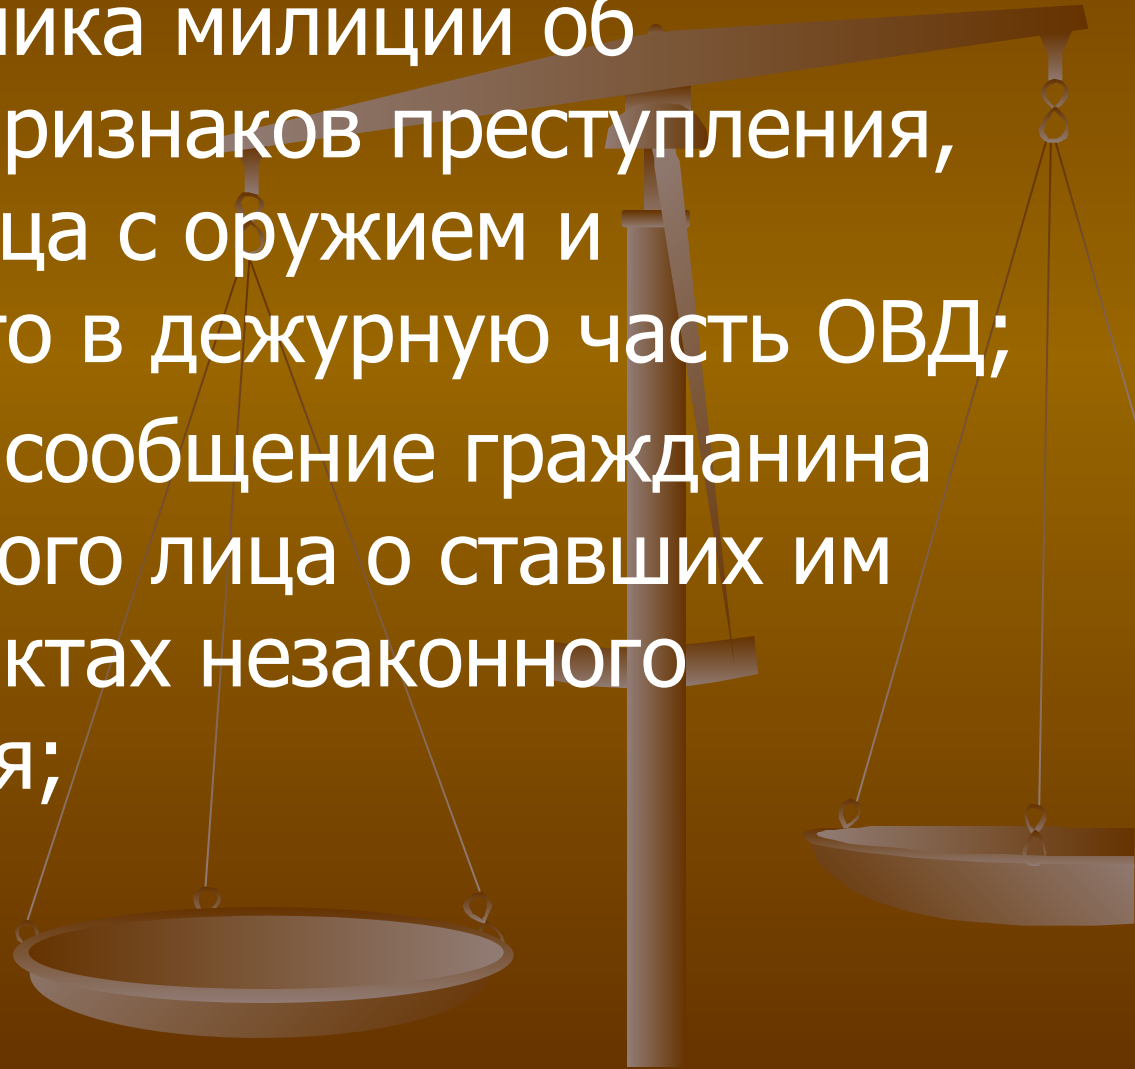 ника милиции об
ризнаков преступления,
ца с оружием и
го в дежурную часть ОВД;
сообщение гражданина
ого лица о ставших им
ктах незаконного
я;